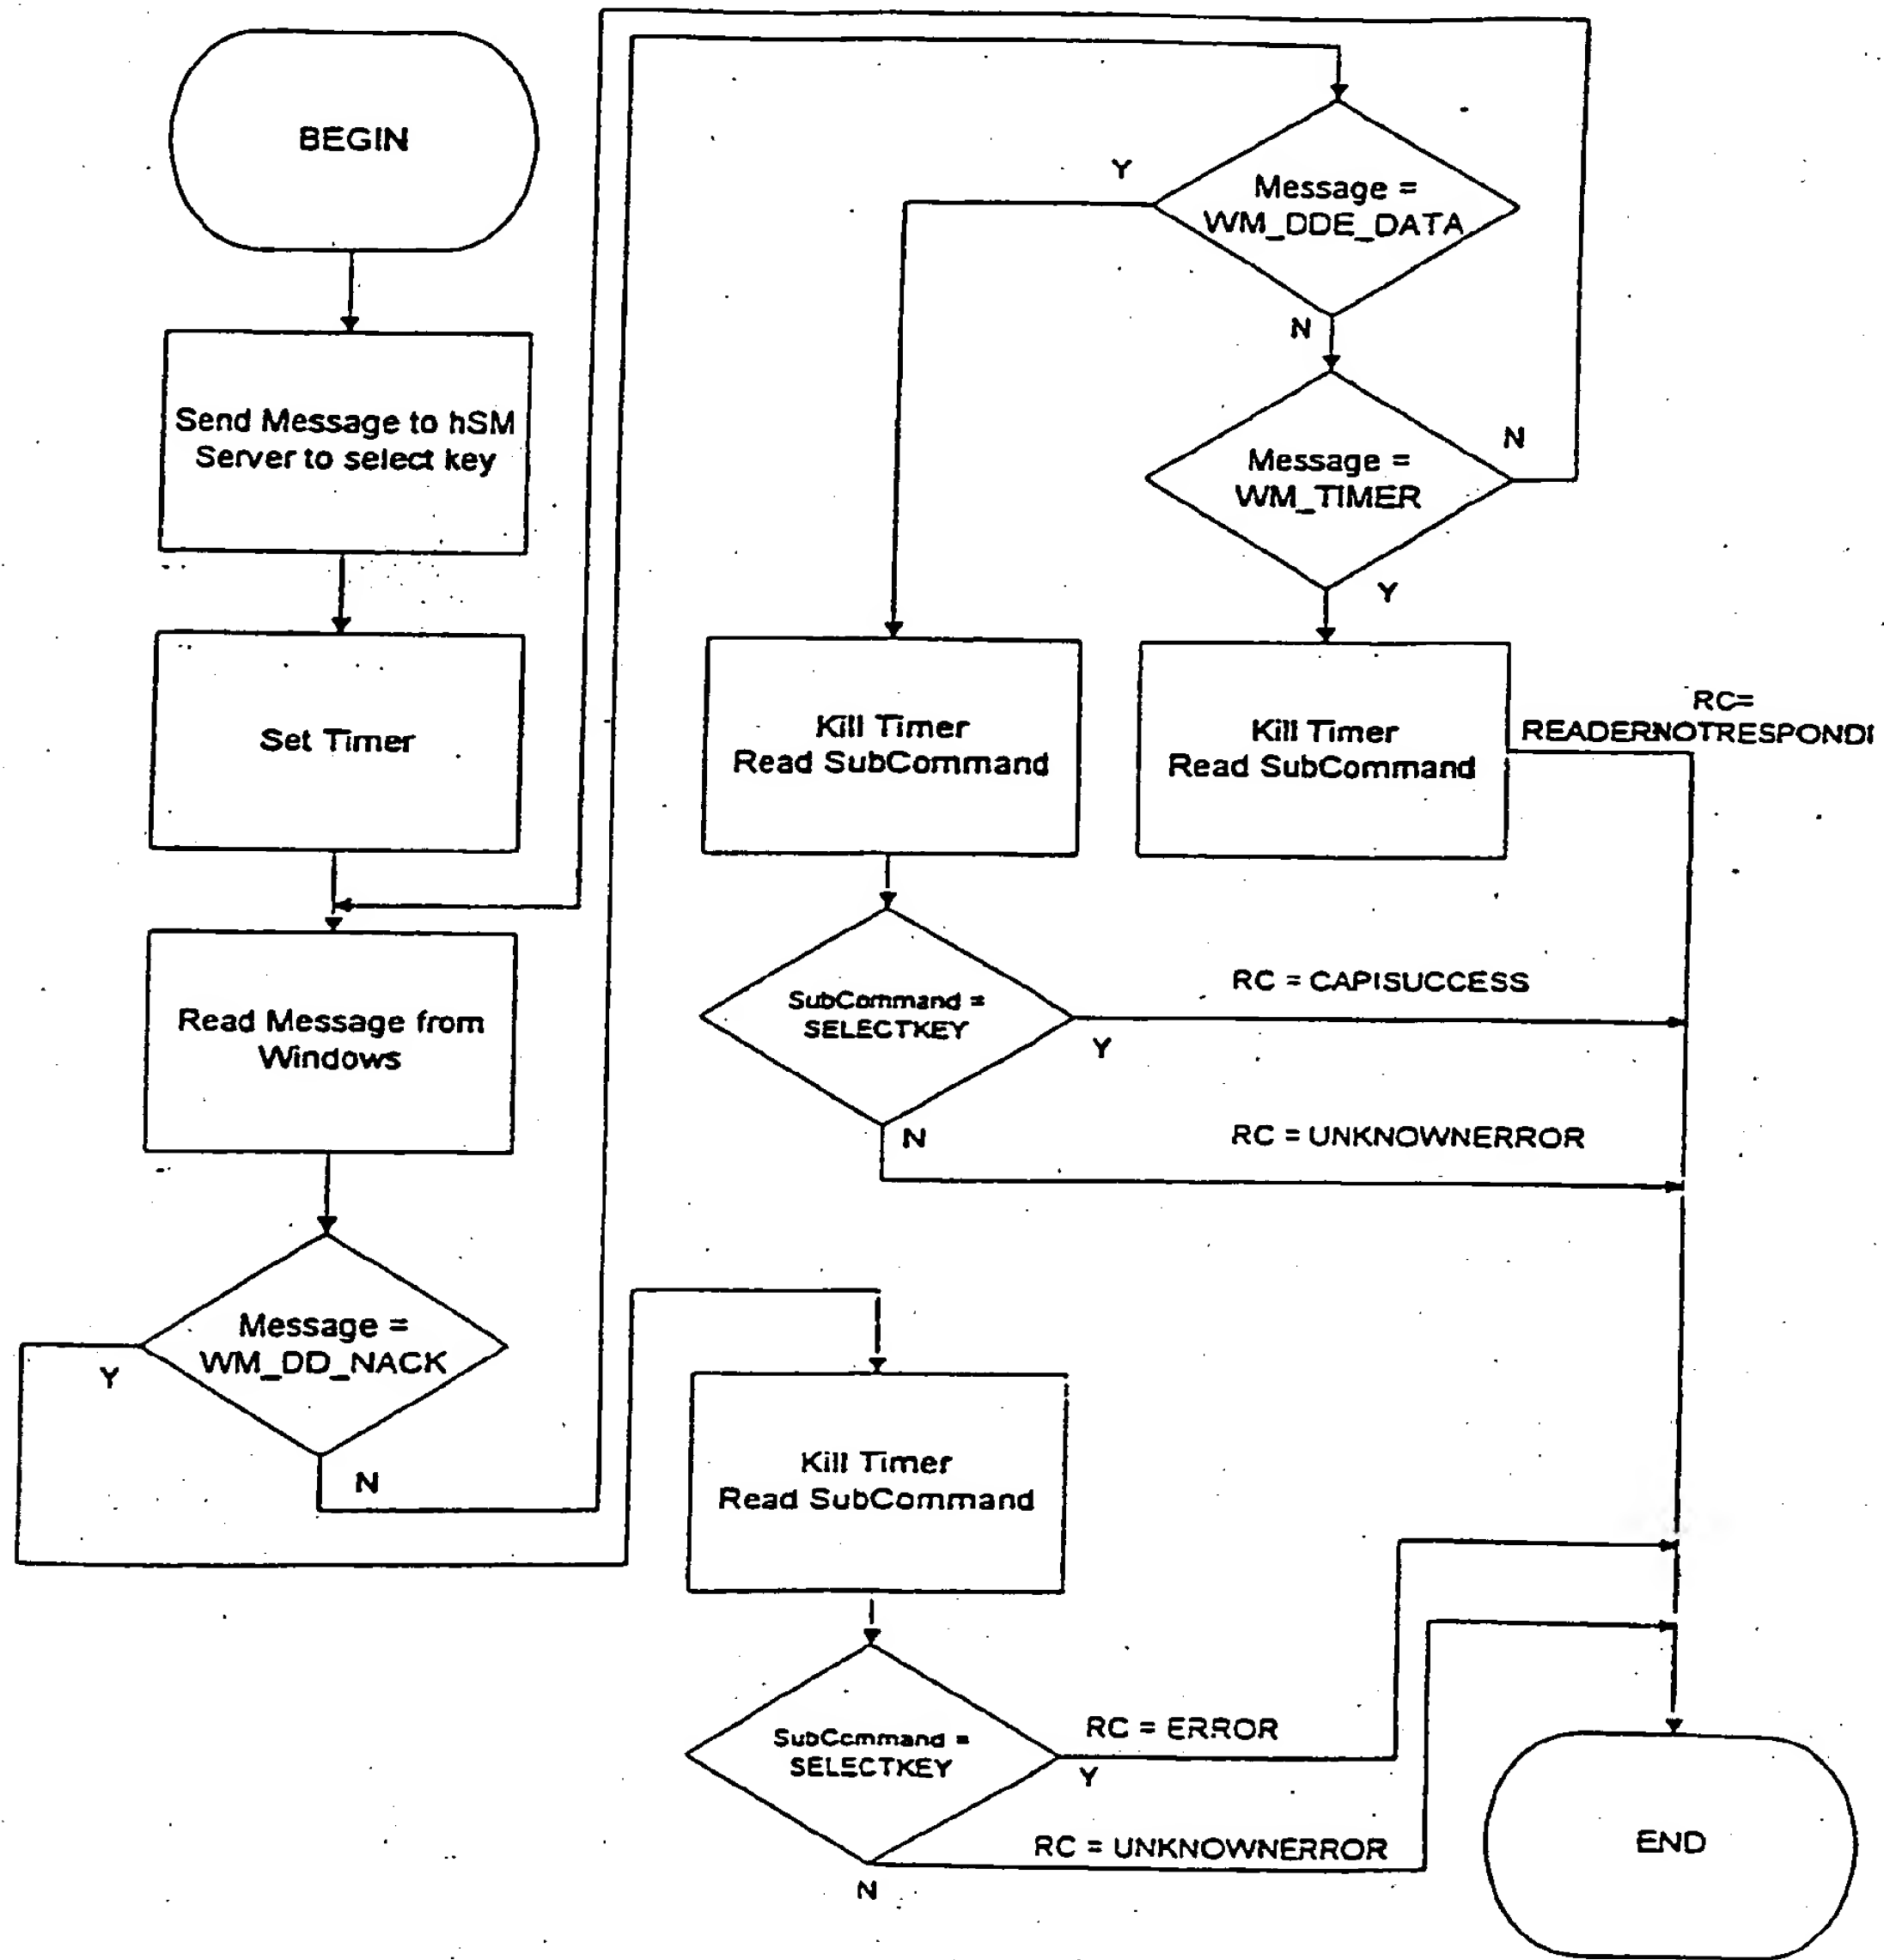 BEGIN
Send Message to hSM
Server to select key
Set Timer
Read Message from
Windows
Message =
WM_DD_NACK
Y
N
Message =
WM_DDE_DATA
Y
N
Message =
WM_TIMER
N
Y
Kill Timer
Read SubCommand
Kill Timer
Read SubCommand
RC=
READERNOTRESPONDI
SubCommand =
SELECTKEY
RC = CAPISUCCESS
Y
N
RC = UNKNOWNERROR
Kill Timer
Read SubCommand
SubCommand =
SELECTKEY
RC = ERROR
Y
RC = UNKNOWNERROR
N
END